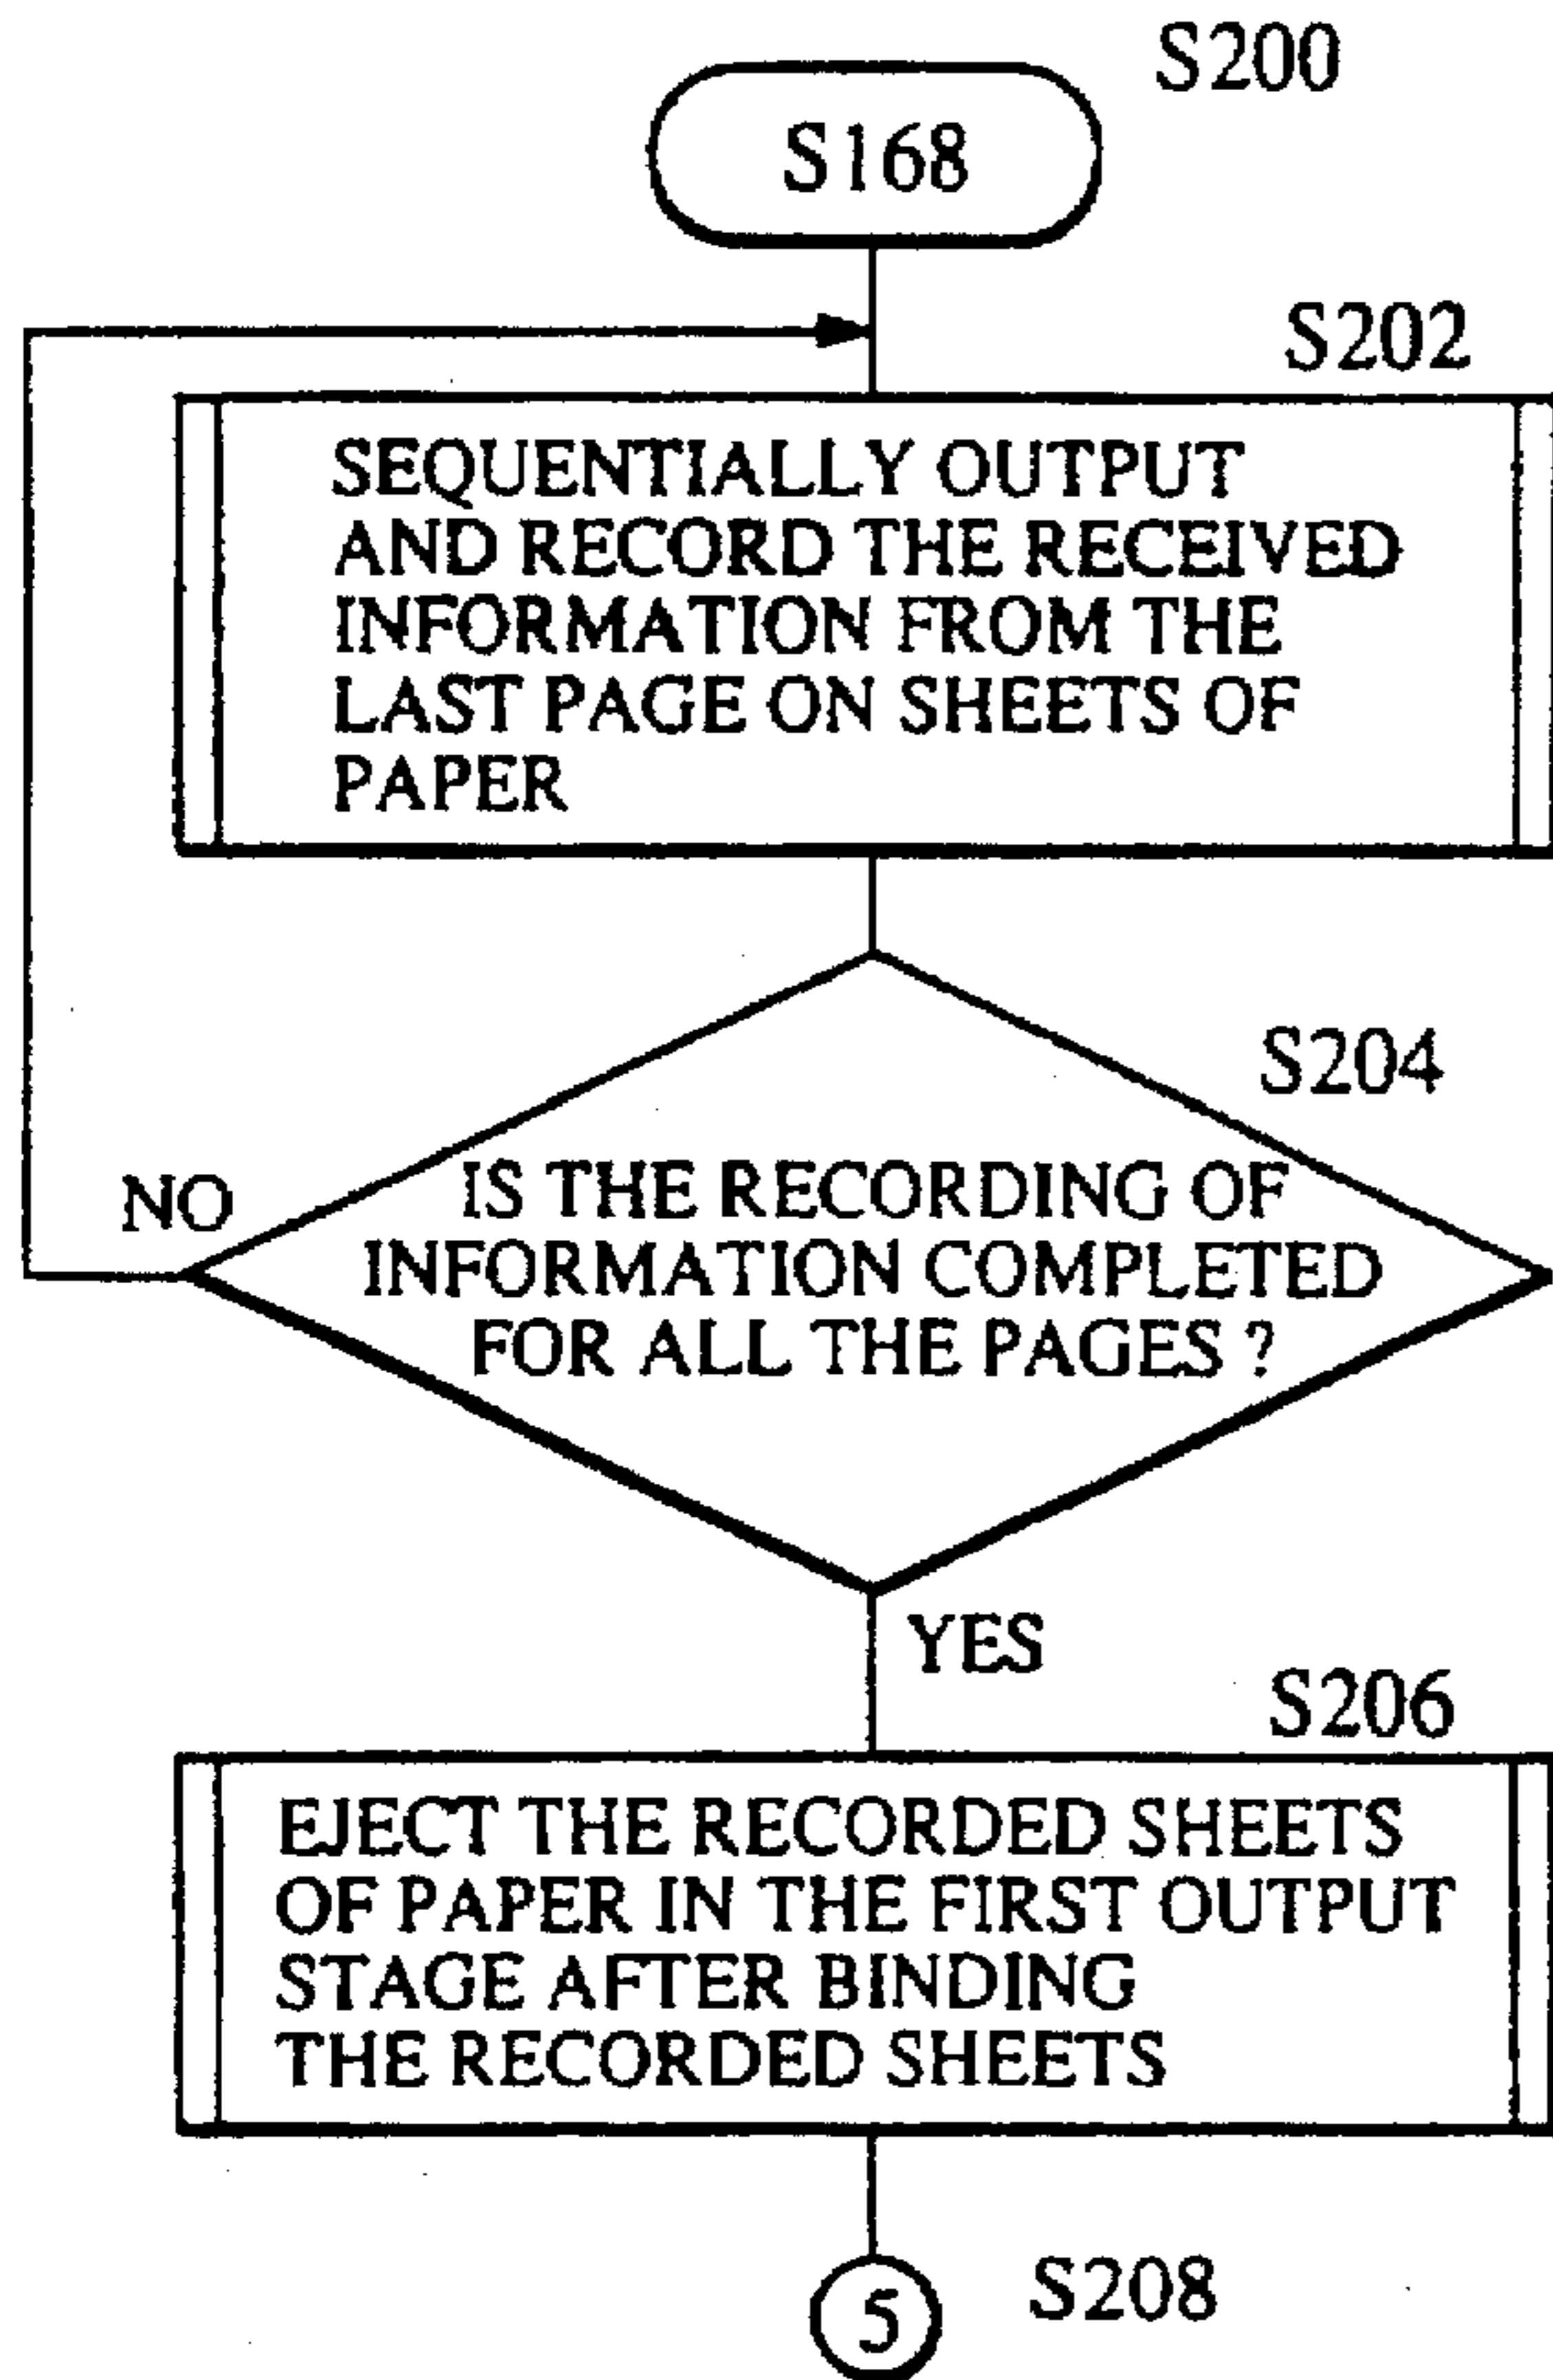 S200
S168
S202
SEQUENTIALLY OUTPUT
AND RECORD THE RECEIVED
INFORMATION FROM THE
LAST PAGE ON SHEETS OF
PAPER
S204
NO
IS THE RECORDING OF
INFORMATION COMPLETED
FOR ALL THE PAGES ?
YES
S206
EJECT THE RECORDED SHEETS
OF PAPER IN THE FIRST OUTPUT
STAGE AFTER BINDING
THE RECORDED SHEETS
5
S208